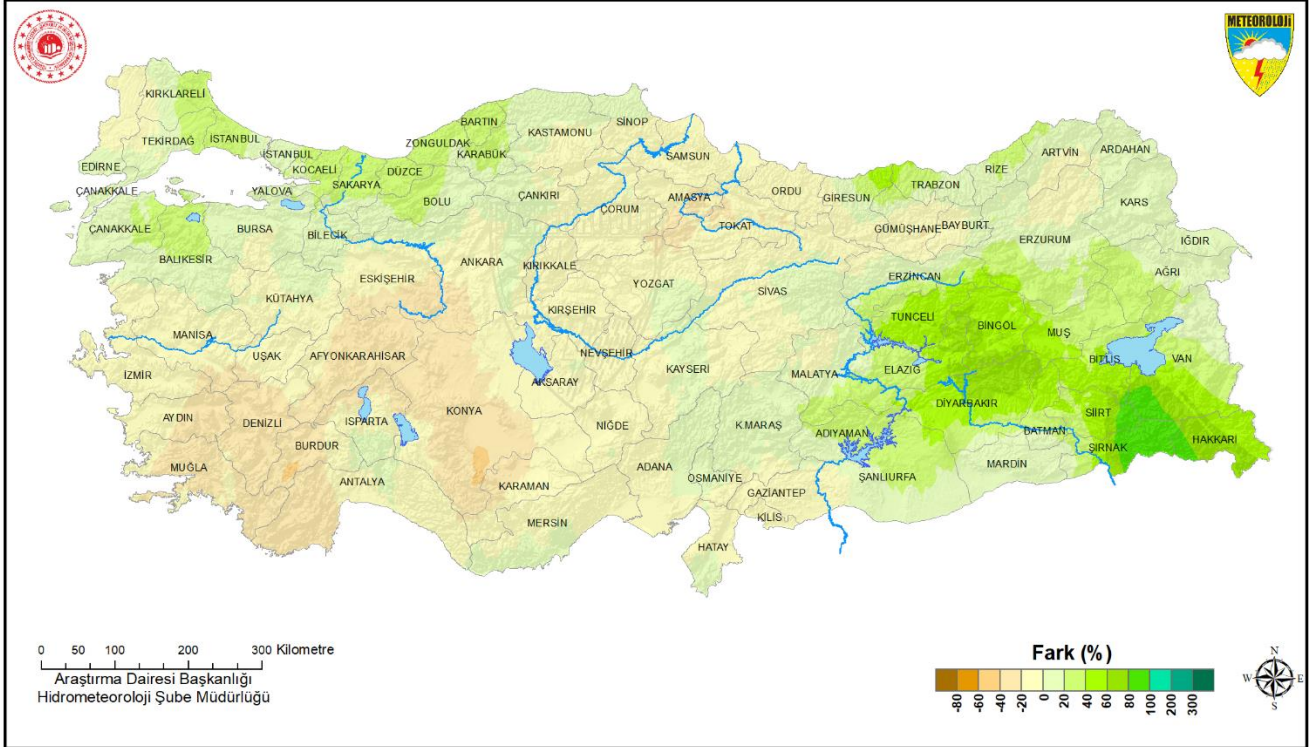 METEOROLOJİ
KIRKLARELİ
TEKİRDAĞ
İSTANBUL
EDİRNE
ÇANAKKALE
İSTANBUL
KOCAELİ
YALOVA
SAKARYA
DÜZCE
ZONGULDAK
BARTIN
KARABÜK
KASTAMONU
SİNOP
SAMSUN
ORDU
GİRESUN
TRABZON
RİZE
ARTVİN
ARDAHAN
ÇANAKKALE
BALIKESİR
BURSA
BİLECİK
BOLU
ÇANKIRI
ÇORUM
AMASYA
TOKAT
GÜMÜŞHANE
BAYBURT
ERZURUM
KARS
IĞDIR
AĞRI
KÜTAHYA
ESKİŞEHİR
ANKARA
KIRIKKALE
YOZGAT
SİVAS
ERZİNCAN
TUNCELİ
BİNGÖL
MUŞ
BİTLİS
VAN
MANİSA
UŞAK
AFYONKARAHİSAR
KIRŞEHİR
NEVŞEHİR
KAYSERİ
MALATYA
ELAZIĞ
DİYARBAKIR
SİİRT
HAKKARİ
İZMİR
AYDIN
DENİZLİ
ISPARTA
KONYA
AKSARAY
NİĞDE
K.MARAŞ
ADIYAMAN
BATMAN
ŞIRNAK
MARDİN
MUĞLA
BURDUR
ANTALYA
KARAMAN
ADANA
OSMANİYE
GAZİANTEP
ŞANLIURFA
MERSİN
KİLİS
HATAY
0 50 100 200 300 Kilometre
Araştırma Dairesi Başkanlığı
Hidrometeoroloji Şube Müdürlüğü
Fark (%)
-80 -60 -40 -20 0 20 40 60 80 100 200 300
N
W E
S